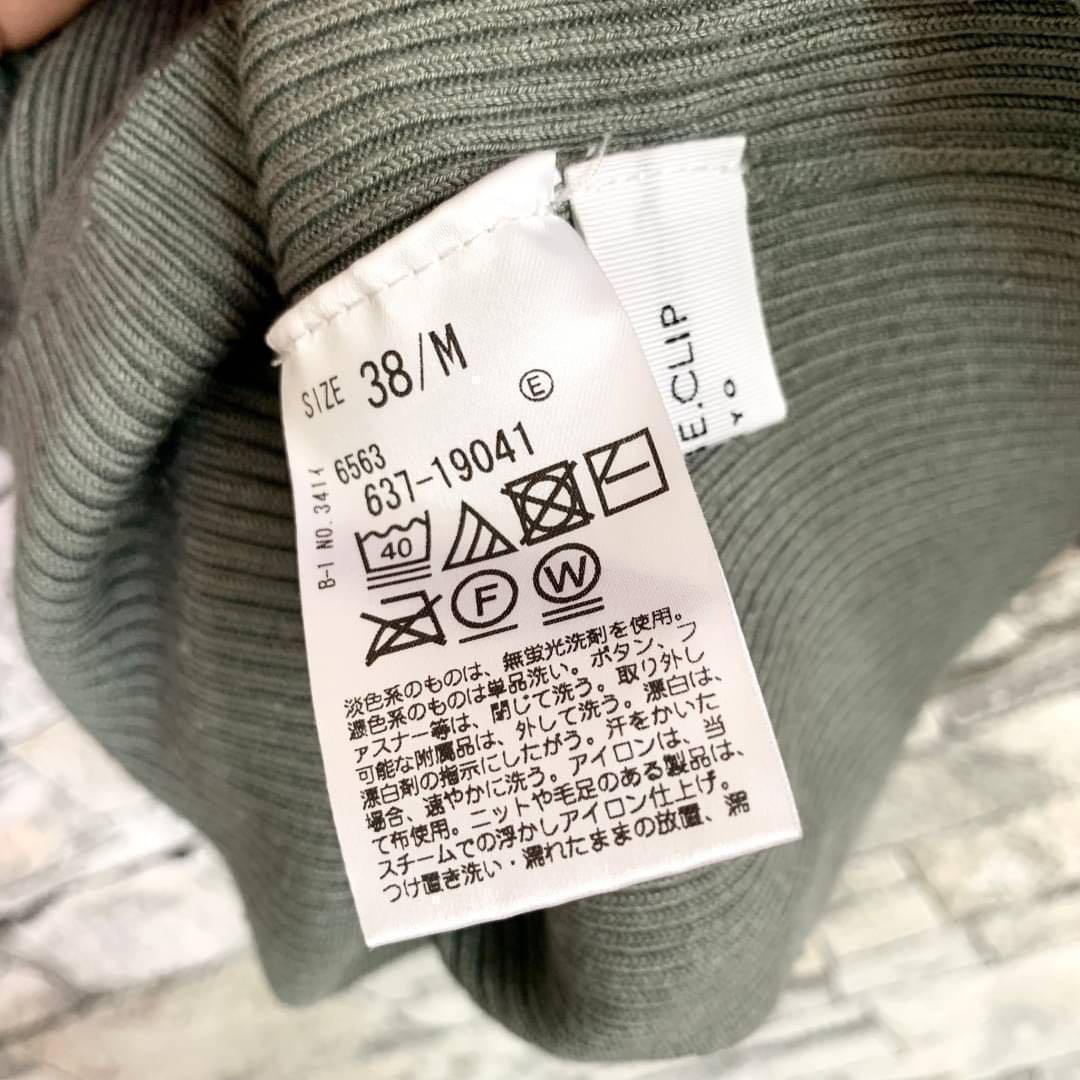 SIZE 38/M
E
6563
637-19041
B-1 NO.341イ
40
F W
淡色系のものは、無蛍光洗剤を使用。
濃色系のものは単品洗い。ボタン、フ
ァスナー等は、閉じて洗う。取り外し
可能な附属品は、外して洗う。漂白は、
漂白剤の指示にしたがう。汗をかいた
場合、速やかに洗う。アイロンは、当
て布使用。ニットや毛足のある製品は、
スチームでの浮かしアイロン仕上げ。
つけ置き洗い・濡れたままの放置、濡
E.CLIP
YO